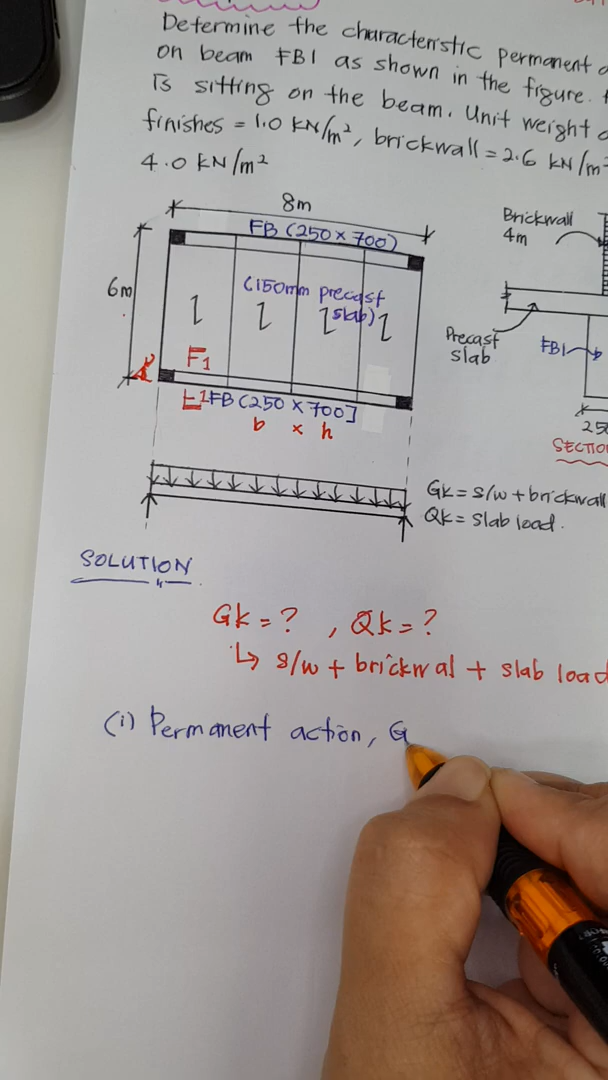 Determine the characteristic permanent
on beam FB1 as shown in the figure.
is sitting on the beam. Unit weight
finishes = 1.0 kN/m², brickwall = 2.6 kN/m²
4.0 kN/m²
8m
FB (250 x 700)
Brickwall
4m
6m
(150mm precast
slab)
Precast
slab
FB1
F1
FB (250 x 700]
b x h
SECTIO
Gk = s/w + brickwall
Qk = slab load.
SOLUTION
Gk = ? , Qk = ?
↳ s/w + brickwal + slab load
(i) Permanent action, G